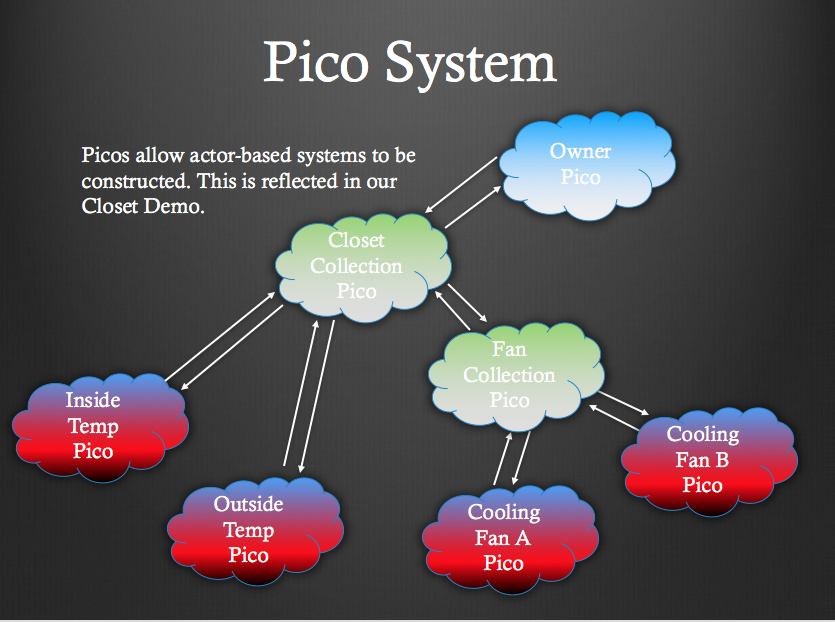 Pico System
Picos allow actor-based systems to be
constructed. This is reflected in our
Closet Demo.
Owner
Pico
Closet
Collection
Pico
Fan
Collection
Pico
Inside
Temp
Pico
Cooling
Fan B
Pico
Outside
Temp
Pico
Cooling
Fan A
Pico